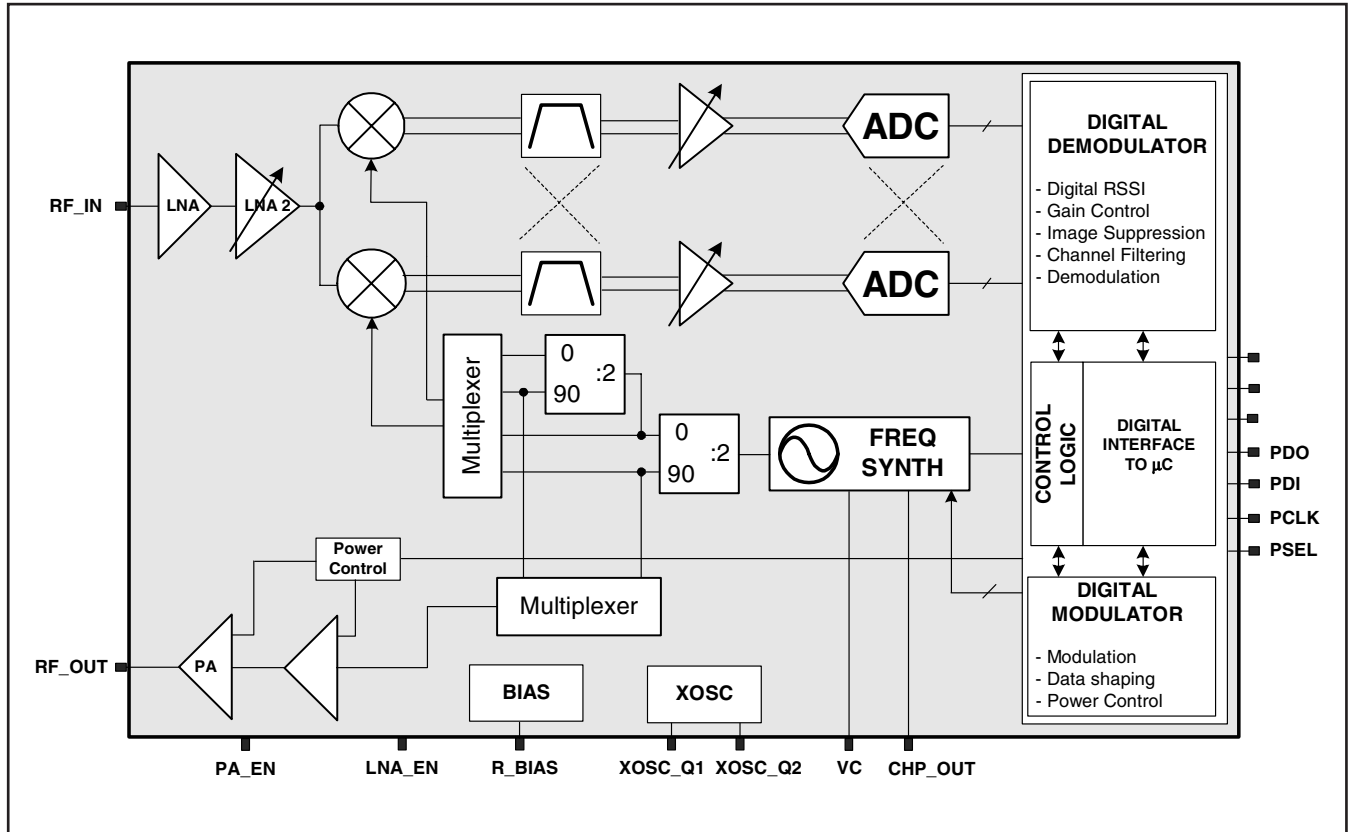 RF_IN
LNA
LNA 2
ADC
DIGITAL
DEMODULATOR
- Digital RSSI
- Gain Control
- Image Suppression
- Channel Filtering
- Demodulation
ADC
Multiplexer
0
:2
90
0
:2
90
FREQ
SYNTH
CONTROL
LOGIC
DIGITAL
INTERFACE
TO µC
PDO
PDI
PCLK
PSEL
Power
Control
Multiplexer
DIGITAL
MODULATOR
- Modulation
- Data shaping
- Power Control
RF_OUT
PA
BIAS
XOSC
PA_EN
LNA_EN
R_BIAS
XOSC_Q1
XOSC_Q2
VC
CHP_OUT